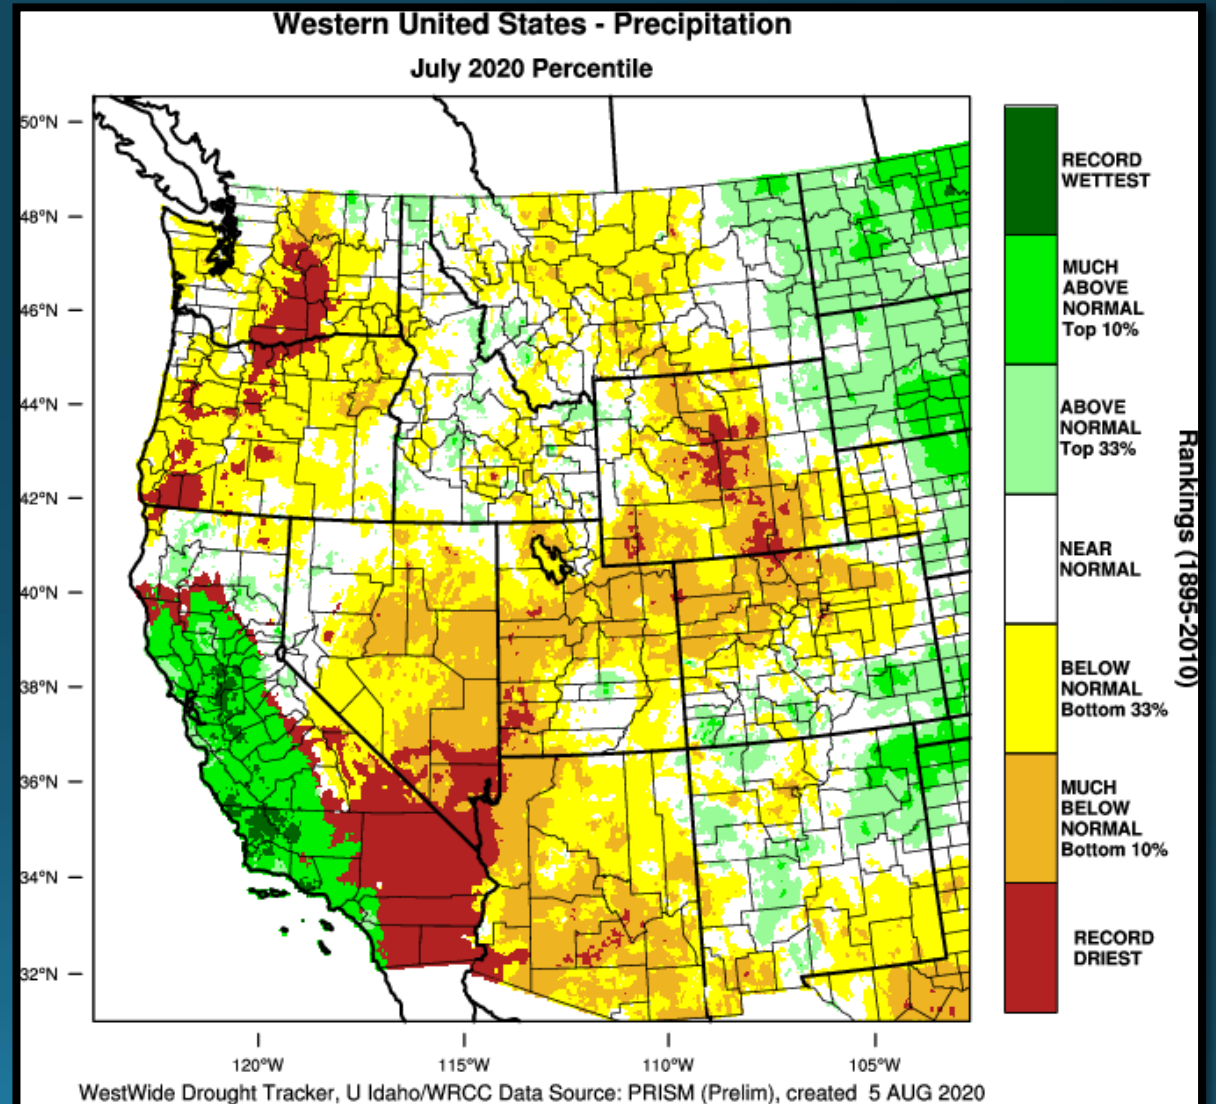 Western United States - Precipitation
July 2020 Percentile
50°N
48°N
46°N
44°N
42°N
40°N
38°N
36°N
34°N
32°N
120°W
115°W
110°W
105°W
RECORD
WETTEST
MUCH
ABOVE
NORMAL
Top 10%
ABOVE
NORMAL
Top 33%
NEAR
NORMAL
BELOW
NORMAL
Bottom 33%
MUCH
BELOW
NORMAL
Bottom 10%
RECORD
DRIEST
Rankings (1895-2010)
WestWide Drought Tracker, U Idaho/WRCC Data Source: PRISM (Prelim), created 5 AUG 2020